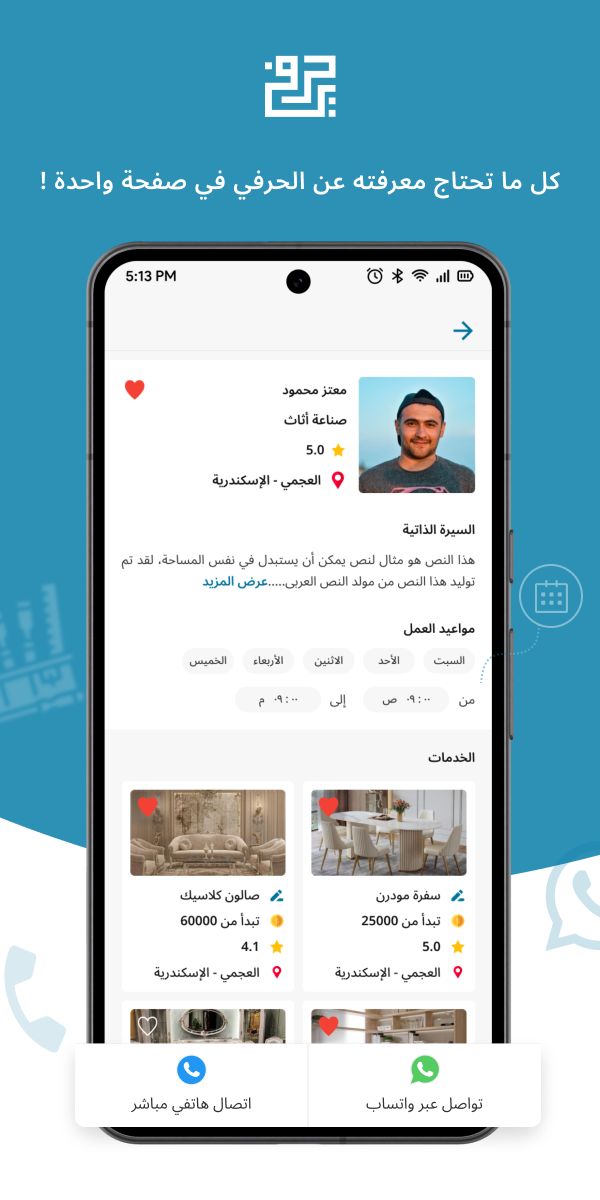 حرفتك
كل ما تحتاج معرفته عن الحرفي في صفحة واحدة !
5:13 PM
معتز محمود
صناعة أثاث
5.0
العجمي - الإسكندرية
السيرة الذاتية
هذا النص هو مثال لنص يمكن أن يستبدل في نفس المساحة، لقد تم
توليد هذا النص من مولد النص العربى.....عرض المزيد
مواعيد العمل
السبت الأحد الاثنين الأربعاء الخميس
من ٠٩ : ٠٠ ص إلى ٠٩ : ٠٠ م
الخدمات
سفرة مودرن
تبدأ من 25000
5.0
العجمي - الإسكندرية
صالون كلاسيك
تبدأ من 60000
4.1
العجمي - الإسكندرية
تواصل عبر واتساب
اتصال هاتفي مباشر